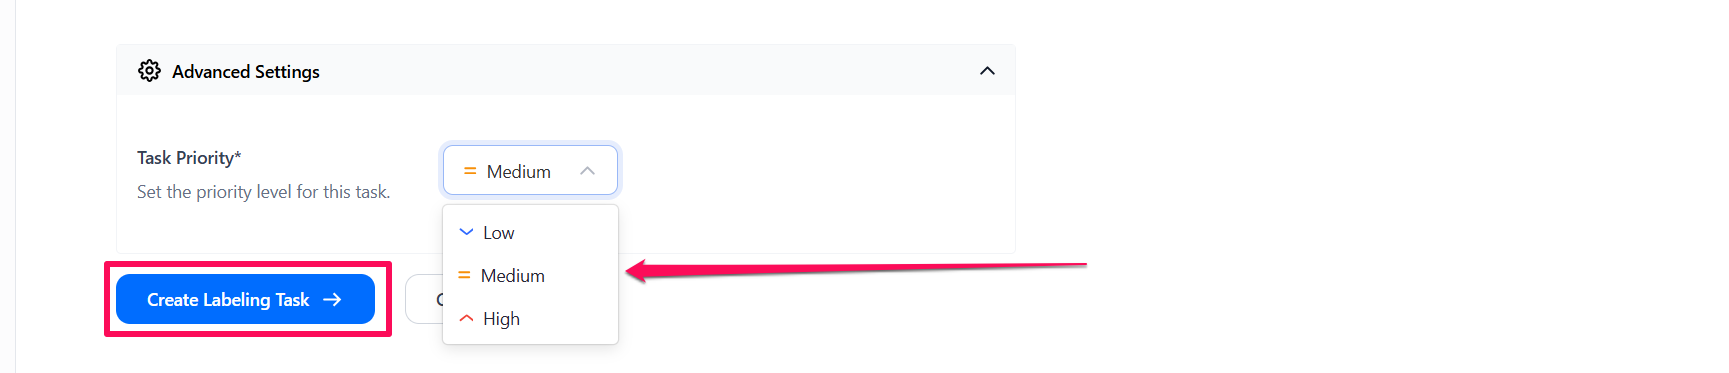 Advanced Settings
Task Priority*
Set the priority level for this task.
Medium
Low
Medium
High
Create Labeling Task